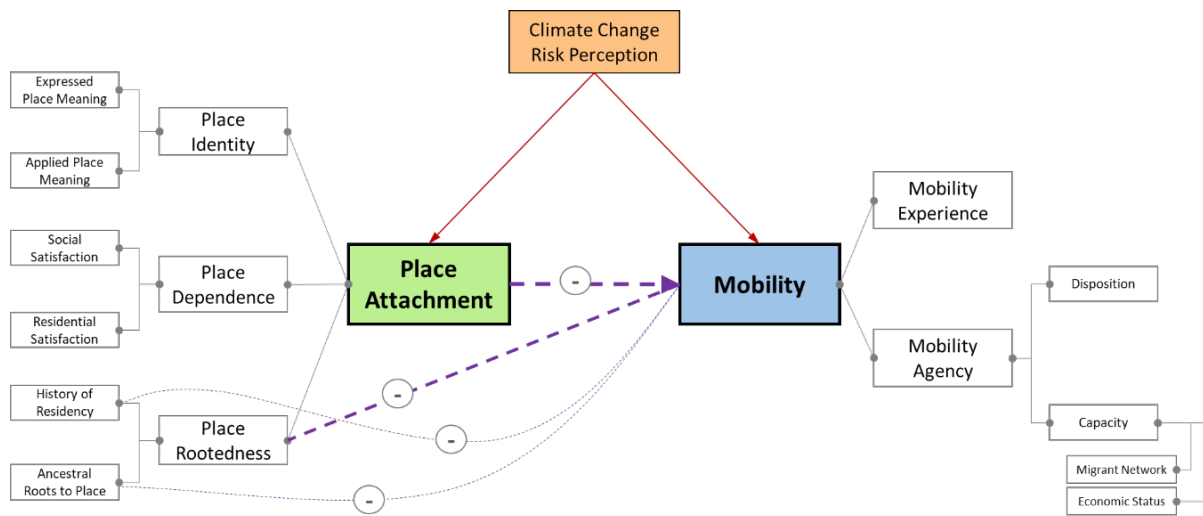 Climate Change
Risk Perception
Expressed
Place Meaning
Applied Place
Meaning
Place
Identity
Social
Satisfaction
Residential
Satisfaction
Place
Dependence
History of
Residency
Ancestral
Roots to Place
Place
Rootedness
Place
Attachment
-
-
-
-
Mobility
Mobility
Experience
Mobility
Agency
Disposition
Capacity
Migrant Network
Economic Status